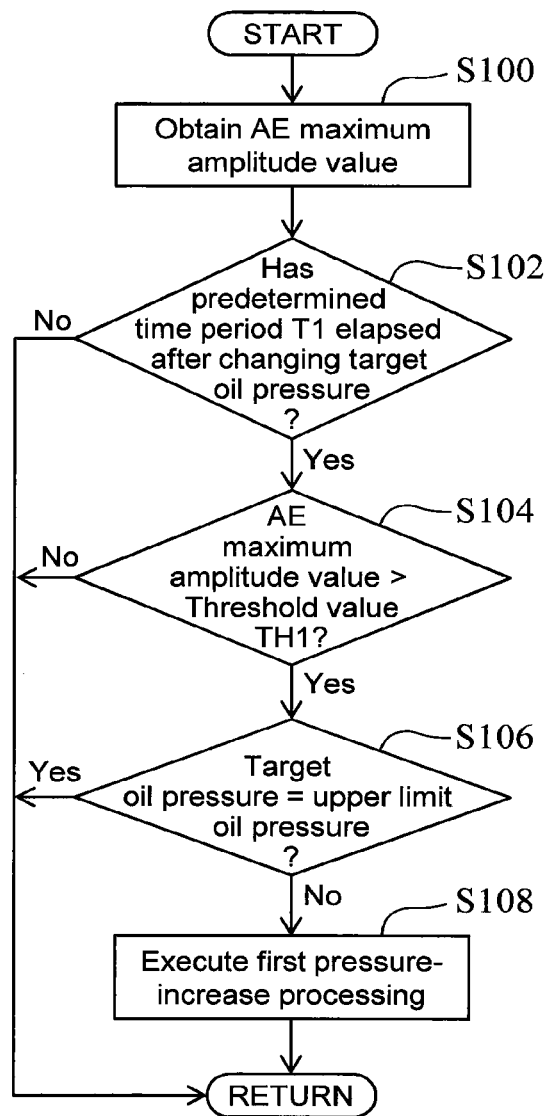 START
S100
Obtain AE maximum
amplitude value
S102
Has
predetermined
time period T1 elapsed
after changing target
oil pressure
?
No
Yes
S104
AE
maximum
amplitude value >
Threshold value
TH1?
No
Yes
S106
Target
oil pressure = upper limit
oil pressure
?
Yes
No
S108
Execute first pressure-
increase processing
RETURN